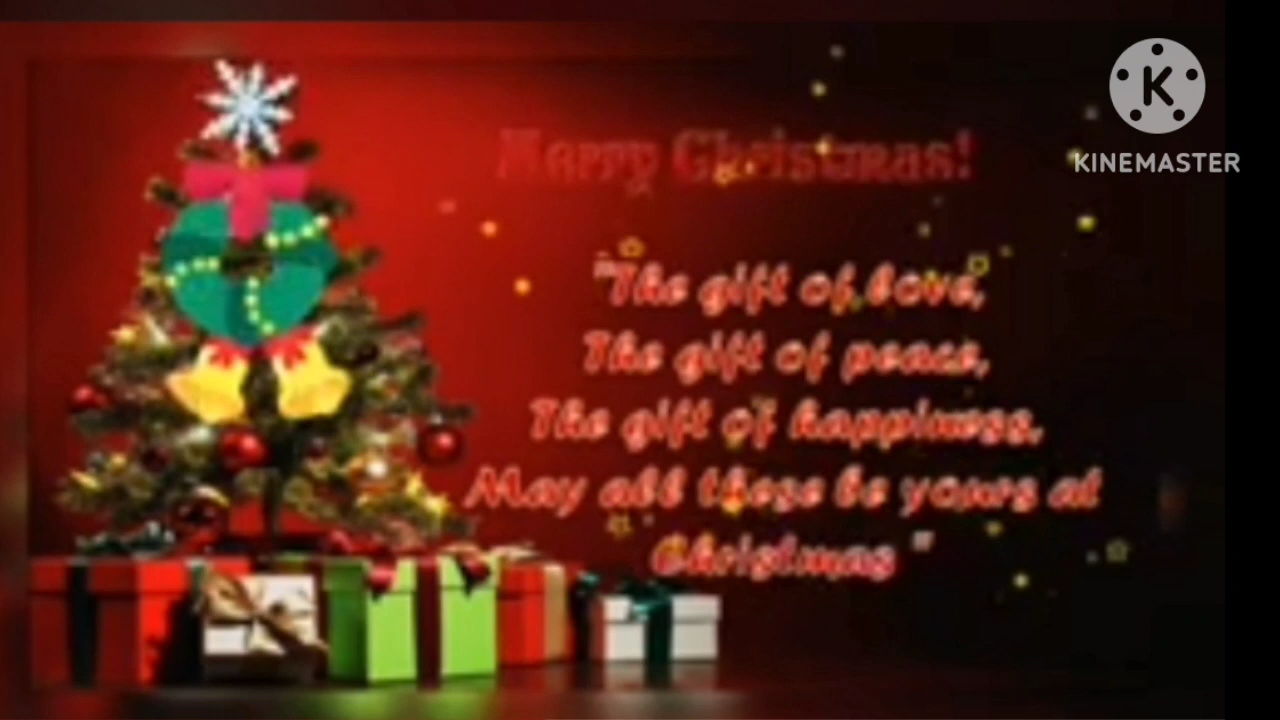 Merry Christmas!
"The gift of love,
The gift of peace,
The gift of happiness,
May all these be yours at
Christmas "
K
KINEMASTER